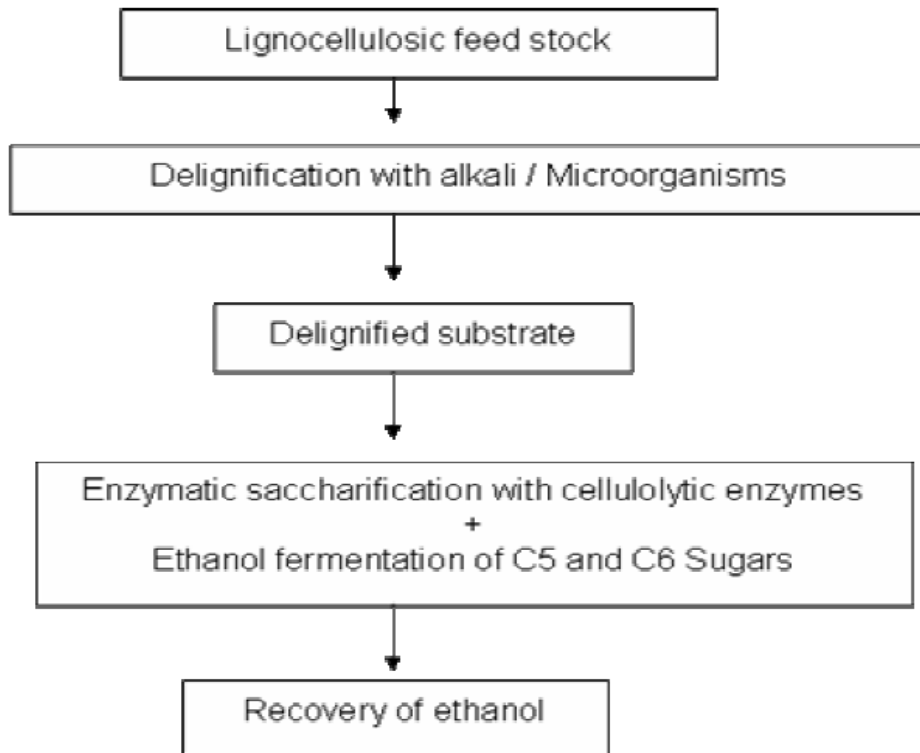 Lignocellulosic feed stock
Delignification with alkali / Microorganisms
Delignified substrate
Enzymatic saccharification with cellulolytic enzymes
+
Ethanol fermentation of C5 and C6 Sugars
Recovery of ethanol